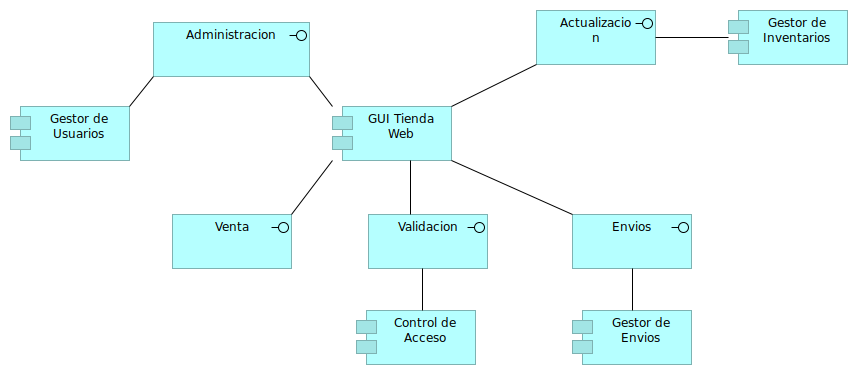 Administracion
Actualizacio
n
Gestor de
Inventarios
Gestor de
Usuarios
GUI Tienda
Web
Venta
Validacion
Envios
Control de
Acceso
Gestor de
Envios